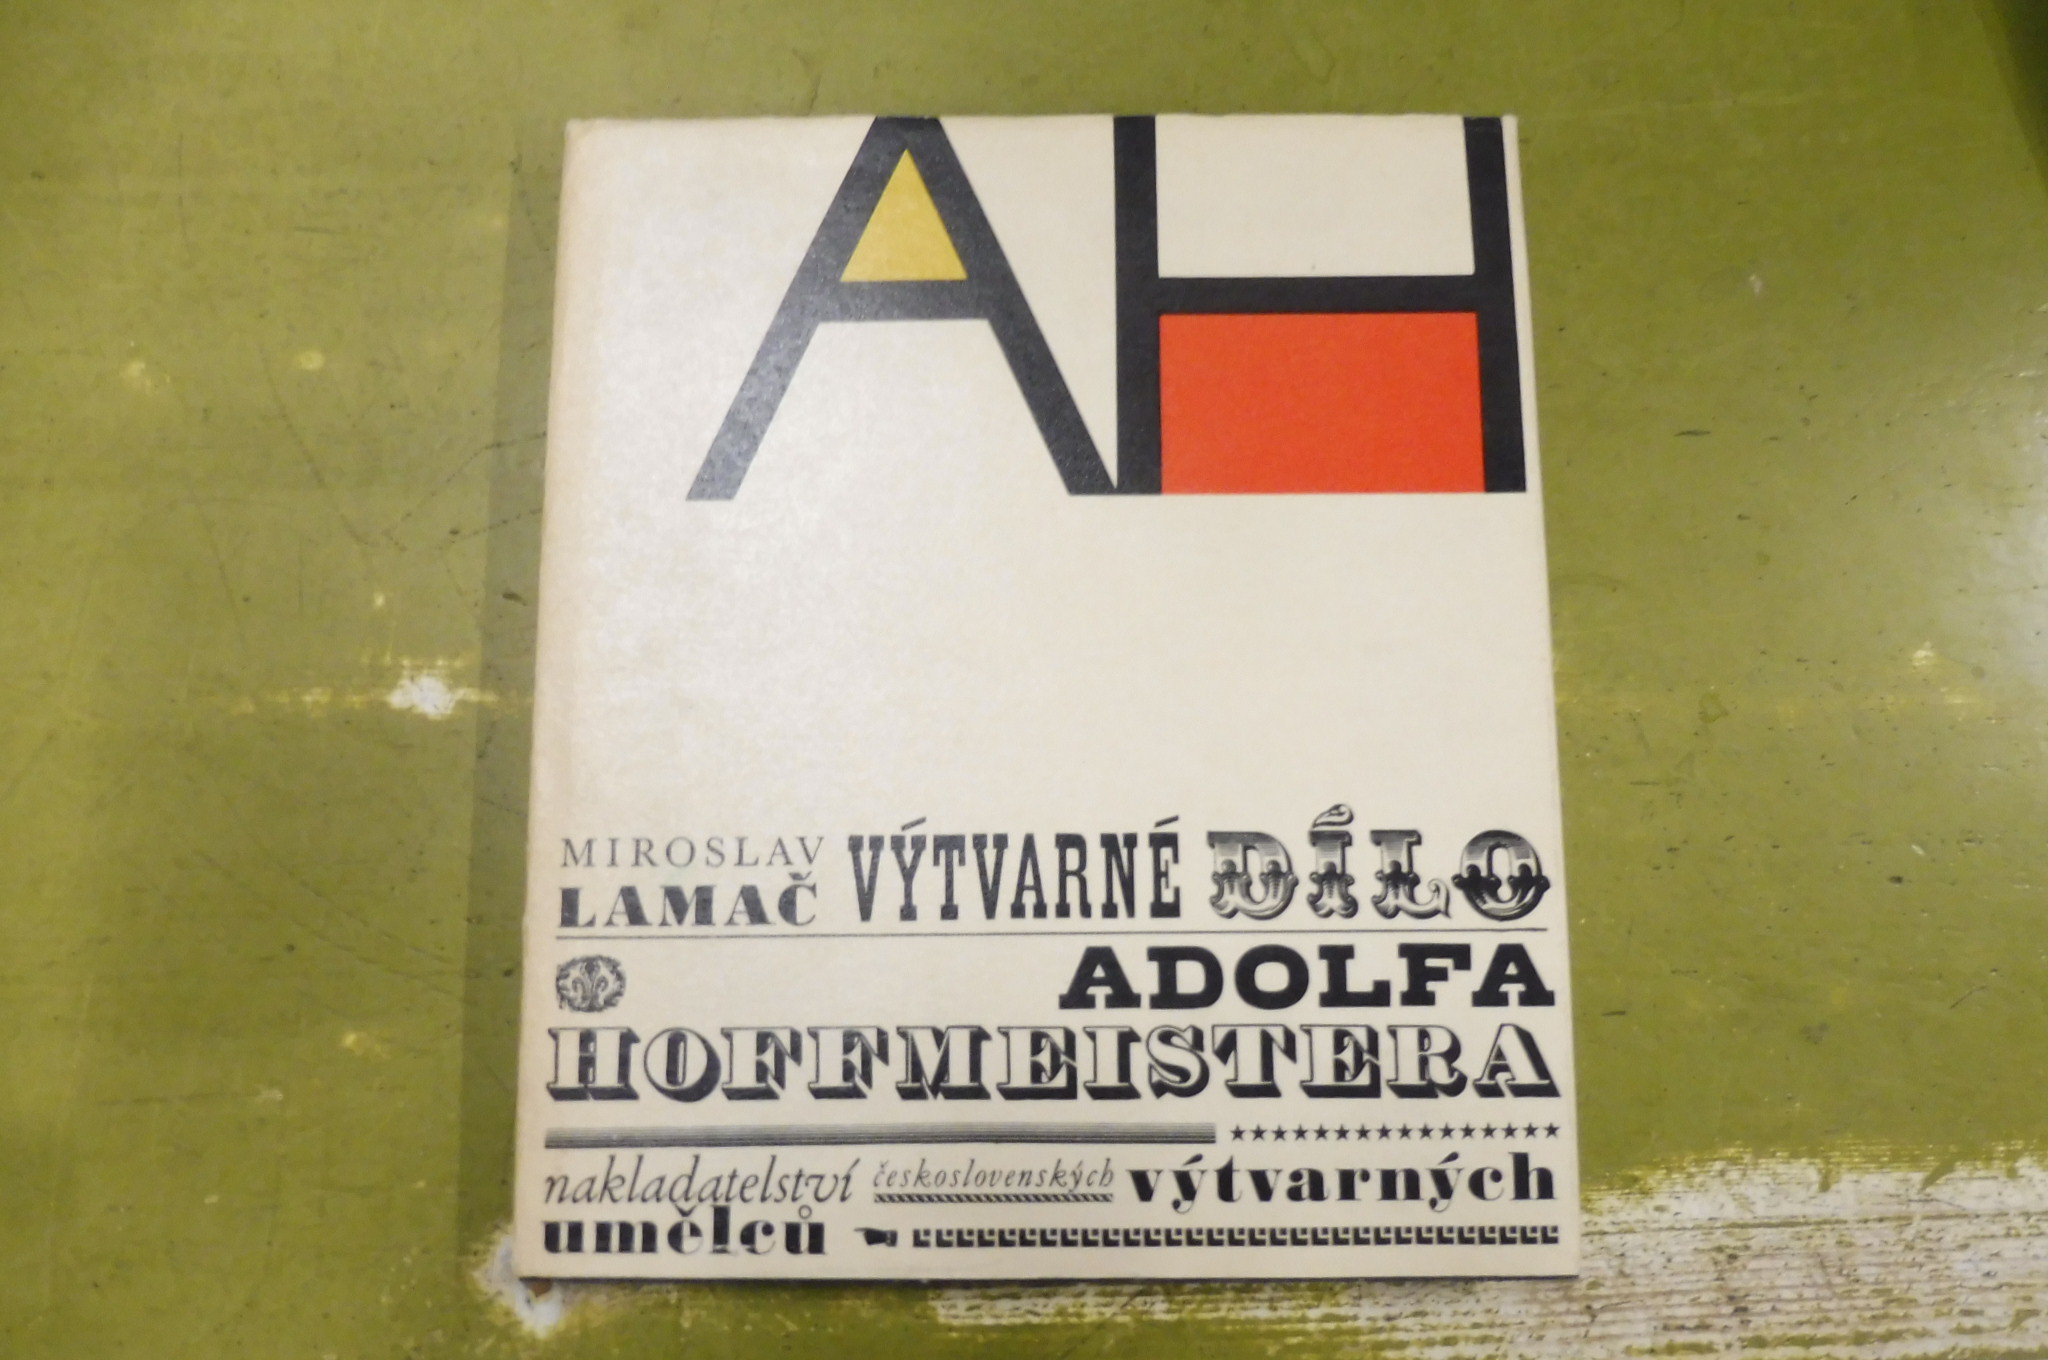 AH
MIROSLAV LAMAČ VÝTVARNÉ DÍLO
ADOLFA
HOFFMEISTERA
nakladatelství československých výtvarných
umělců